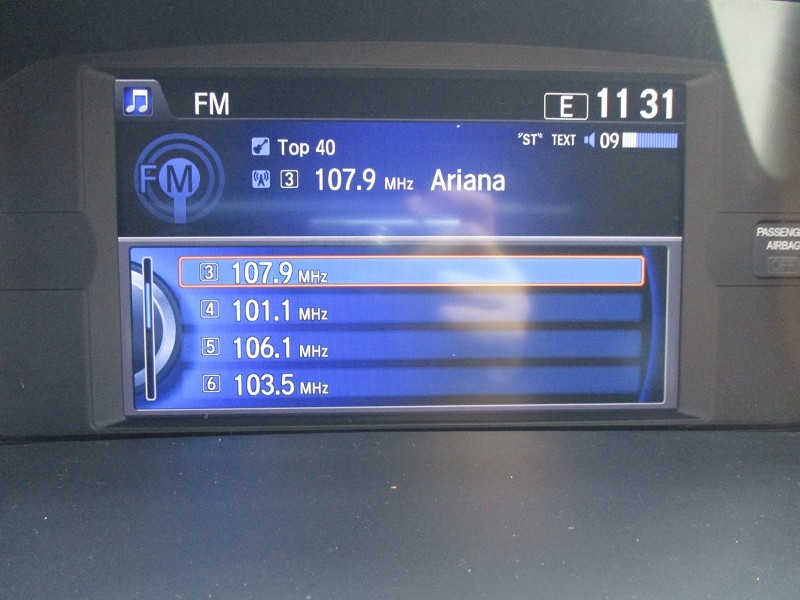 FM E 11 31
Top 40 "ST" TEXT 09
FM 3 107.9 MHz Ariana
3 107.9 MHz
4 101.1 MHz
5 106.1 MHz
6 103.5 MHz
AIRBAG
OFF